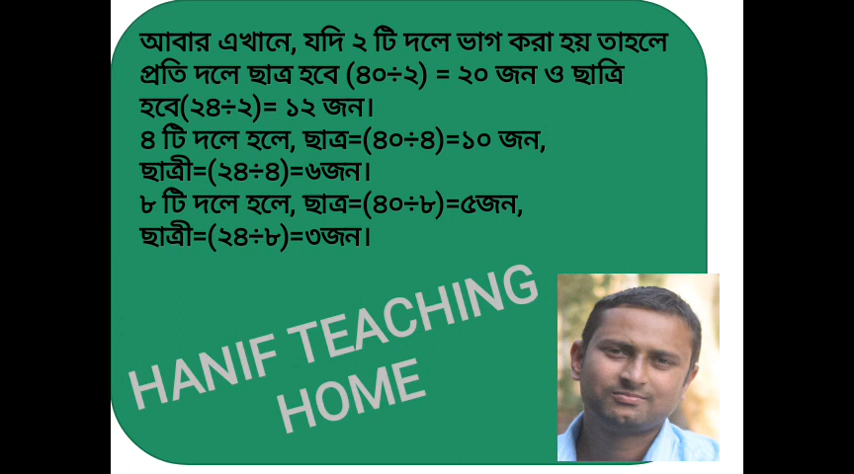 আবার এখানে, যদি ২ টি দলে ভাগ করা হয় তাহলে
প্রতি দলে ছাত্র হবে (৪০÷২) = ২০ জন ও ছাত্রি
হবে(২৪÷২)= ১২ জন।
৪ টি দলে হলে, ছাত্র=(৪০÷৪)=১০ জন,
ছাত্রী=(২৪÷৪)=৬জন।
৮ টি দলে হলে, ছাত্র=(৪০÷৮)=৫জন,
ছাত্রী=(২৪÷৮)=৩জন।
HANIF TEACHING
HOME